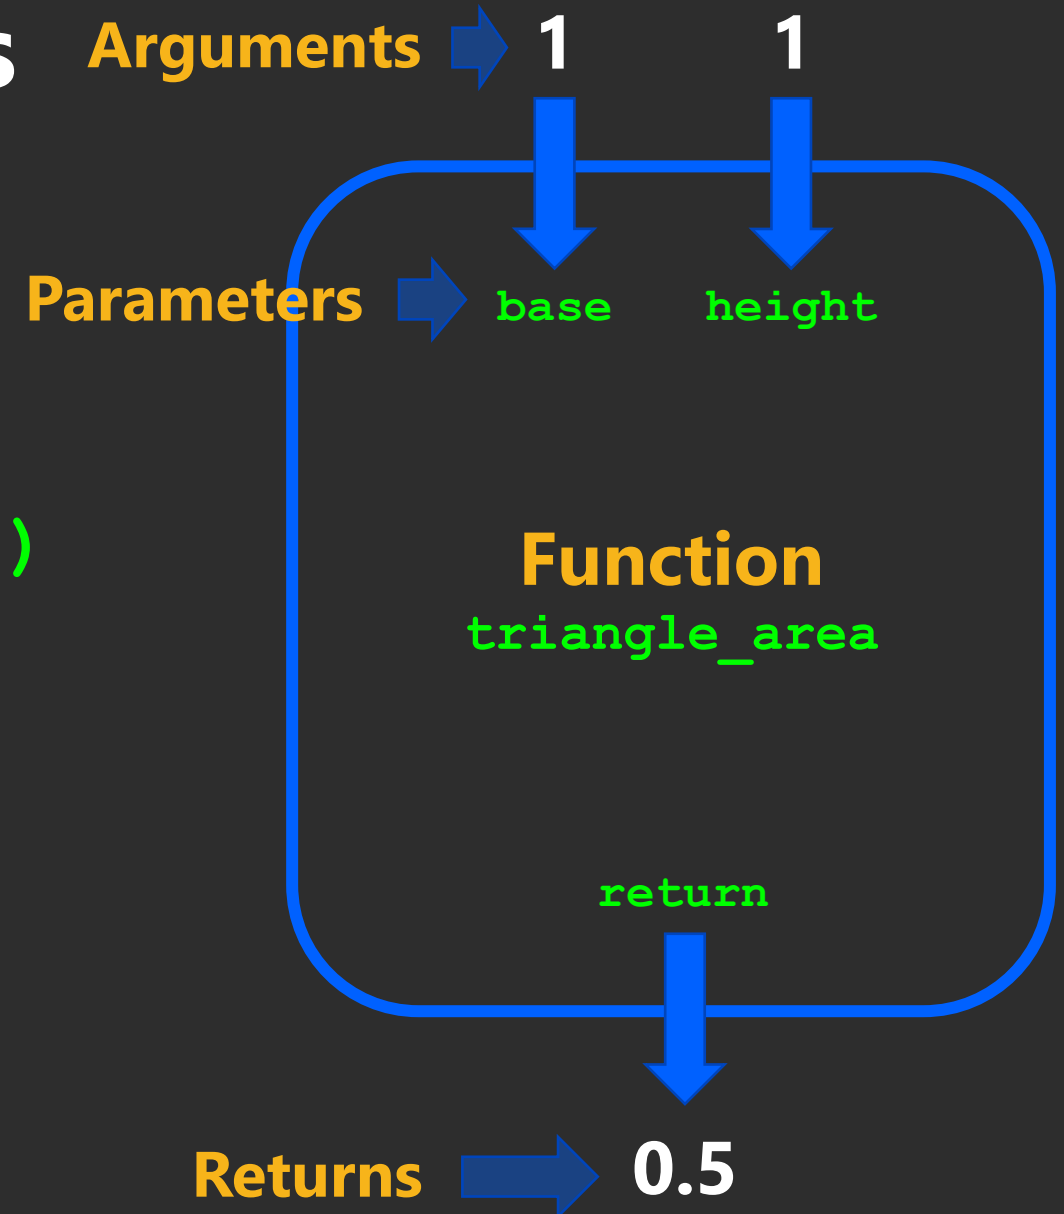 s
Arguments 1 1
Parameters base height
)
Function
triangle_area
return
Returns 0.5